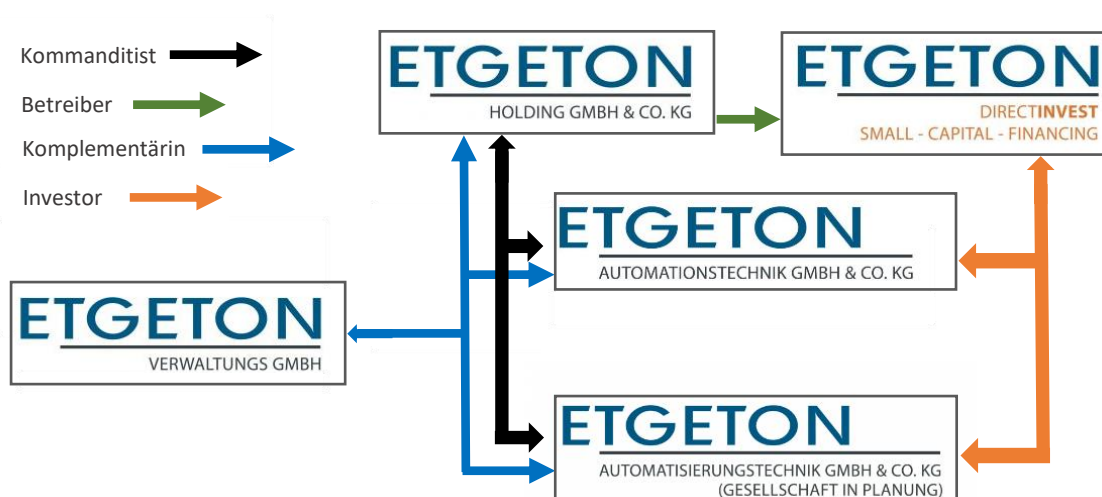 Kommanditist
Betreiber
Komplementärin
Investor
ETGETON
HOLDING GMBH & CO. KG
ETGETON
DIRECTINVEST
SMALL - CAPITAL - FINANCING
ETGETON
AUTOMATIONSTECHNIK GMBH & CO. KG
ETGETON
VERWALTUNGS GMBH
ETGETON
AUTOMATISIERUNGSTECHNIK GMBH & CO. KG
(GESELLSCHAFT IN PLANUNG)